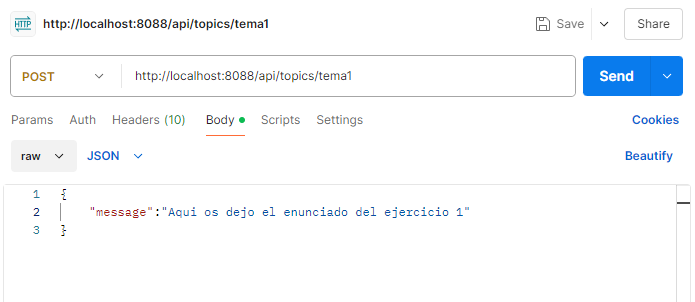 HTTP http://localhost:8088/api/topics/tema1 Save Share
POST http://localhost:8088/api/topics/tema1 Send
Params Auth Headers (10) Body Scripts Settings Cookies
raw JSON Beautify
1 {
2 "message":"Aqui os dejo el enunciado del ejercicio 1"
3 }